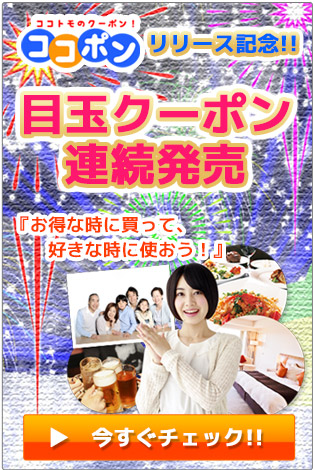 ココトモのクーポン!
ココポン
リリース記念!!
目玉クーポン
連続発売
『お得な時に買って、
好きな時に使おう!』
▶ 今すぐチェック!!